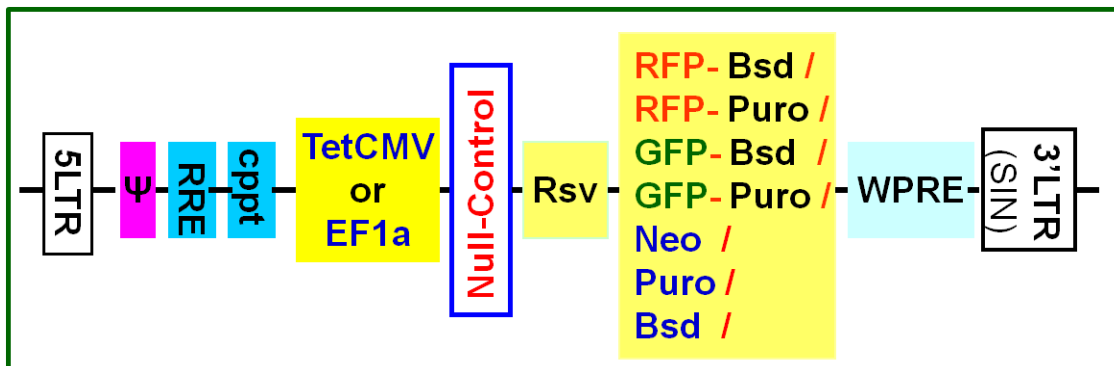 5LTR
Ψ
RRE
cppt
TetCMV
or
EF1a
Null-Control
Rsv
RFP- Bsd /
RFP- Puro /
GFP- Bsd /
GFP- Puro /
Neo /
Puro /
Bsd /
WPRE
3'LTR
(SIN)